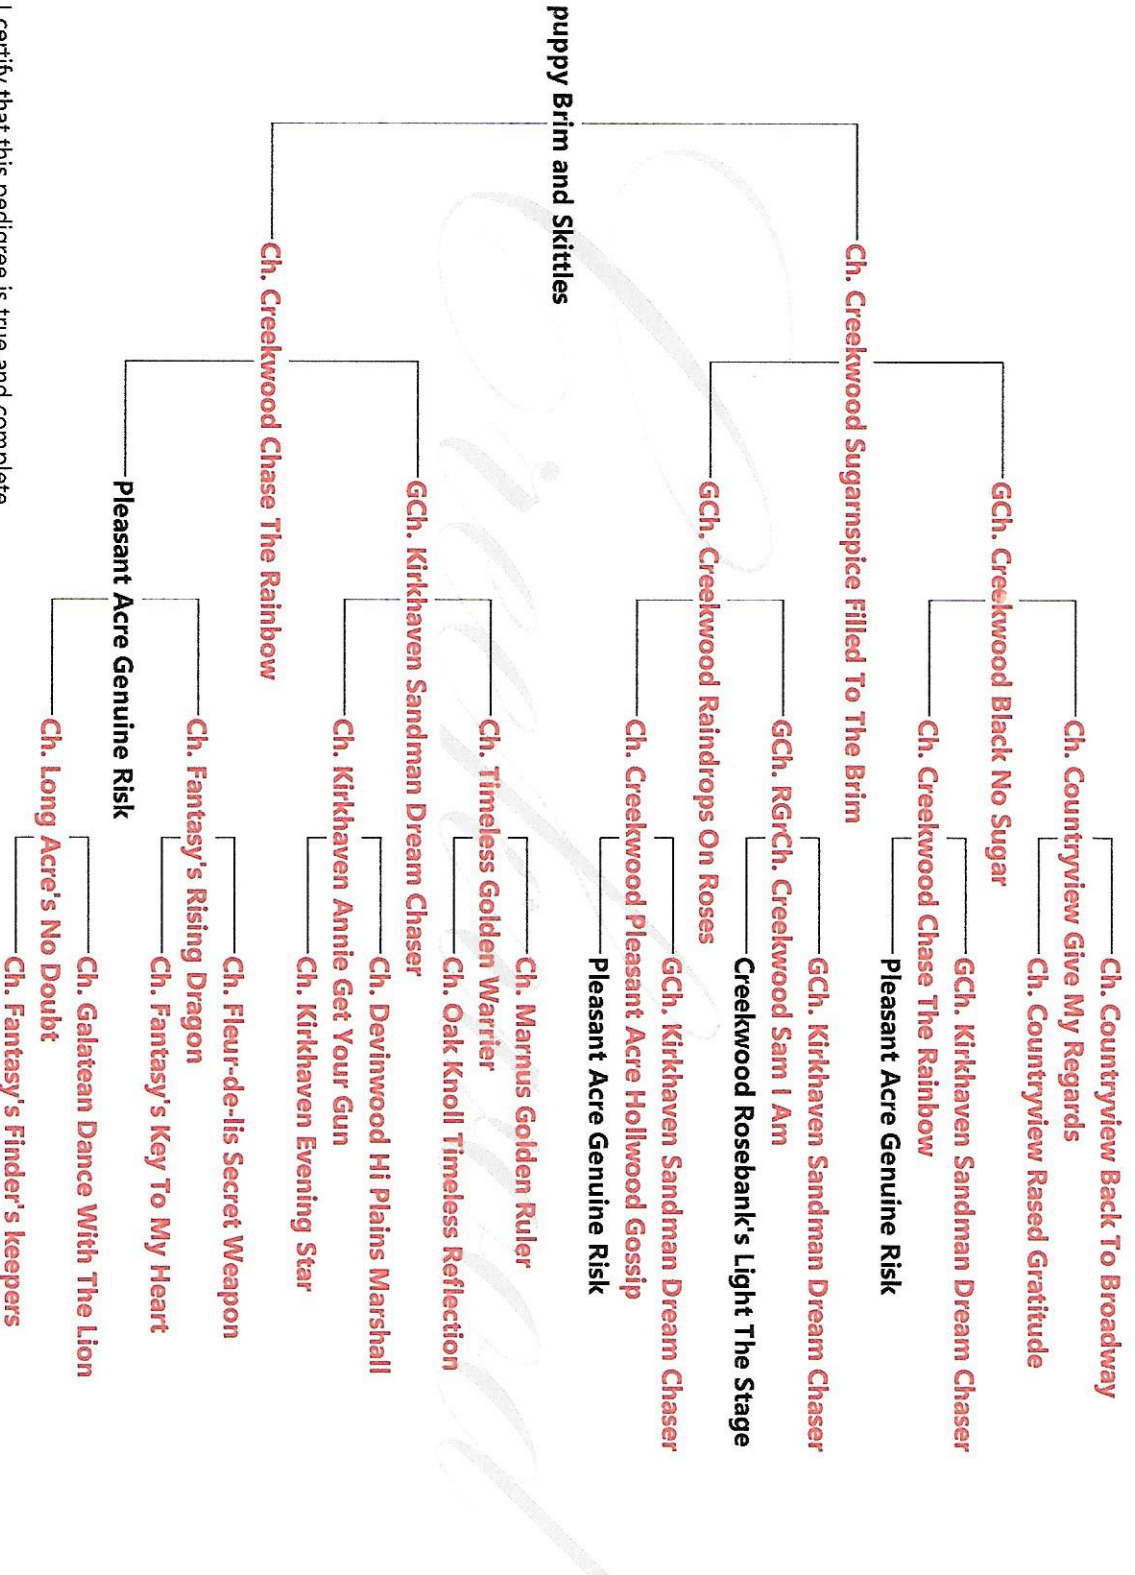 Ch. Countryview Back To Broadway
Ch. Countryview Give My Regards
Ch. Countryview Rased Gratitude
GCh. Creekwood Black No Sugar
GCh. Kirkhaven Sandman Dream Chaser
Ch. Creekwood Chase The Rainbow
Pleasant Acre Genuine Risk
Ch. Creekwood Sugarnspice Filled To The Brim
GCh. Kirkhaven Sandman Dream Chaser
GCh. RGrCh. Creekwood Sam I Am
Creekwood Rosebank's Light The Stage
GCh. Creekwood Raindrops On Roses
GCh. Kirkhaven Sandman Dream Chaser
Ch. Creekwood Pleasant Acre Hollwood Gossip
Pleasant Acre Genuine Risk
puppy Brim and Skittles
Ch. Marnus Golden Ruler
Ch. Timeless Golden Warrier
Ch. Oak Knoll Timeless Reflection
GCh. Kirkhaven Sandman Dream Chaser
Ch. Devinwood Hi Plains Marshall
Ch. Kirkhaven Annie Get Your Gun
Ch. Kirkhaven Evening Star
Ch. Creekwood Chase The Rainbow
Ch. Fleur-de-lis Secret Weapon
Ch. Fantasy's Rising Dragon
Ch. Fantasy's Key To My Heart
Pleasant Acre Genuine Risk
Ch. Galatean Dance With The Lion
Ch. Long Acre's No Doubt
Ch. Fantasy's Finder's keepers
I certify that this pedigree is true and complete